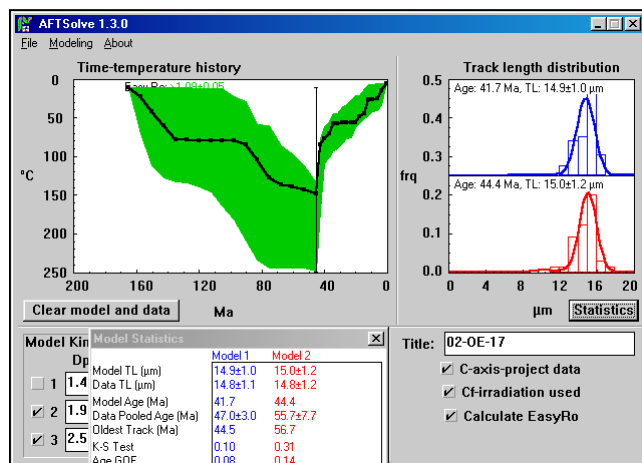 AFTSolve 1.3.0
File Modeling About
Time-temperature history
Track length distribution
0
50
100
150
200
250
°C
200
160
120
80
40
0
Ma
0.5
0.4
0.3
0.2
0.1
0.0
frq
Age: 41.7 Ma, TL: 14.9±1.0 µm
Age: 44.4 Ma, TL: 15.0±1.2 µm
0 4 8 12 16 20
µm
Clear model and data
Statistics
Model Kin
Dp
1 1.4
2 1.9
3 2.5
Model Statistics
Model 1 Model 2
Model TL (µm) 14.9±1.0 15.0±1.2
Data TL (µm) 14.8±1.1 14.8±1.2
Model Age (Ma) 41.7 44.4
Data Pooled Age (Ma) 47.0±3.0 55.7±7.7
Oldest Track (Ma) 44.5 56.7
K-S Test 0.10 0.31
Age GOF 0.08 0.14
Title: 02-OE-17
C-axis-project data
Cf-irradiation used
Calculate EasyRo